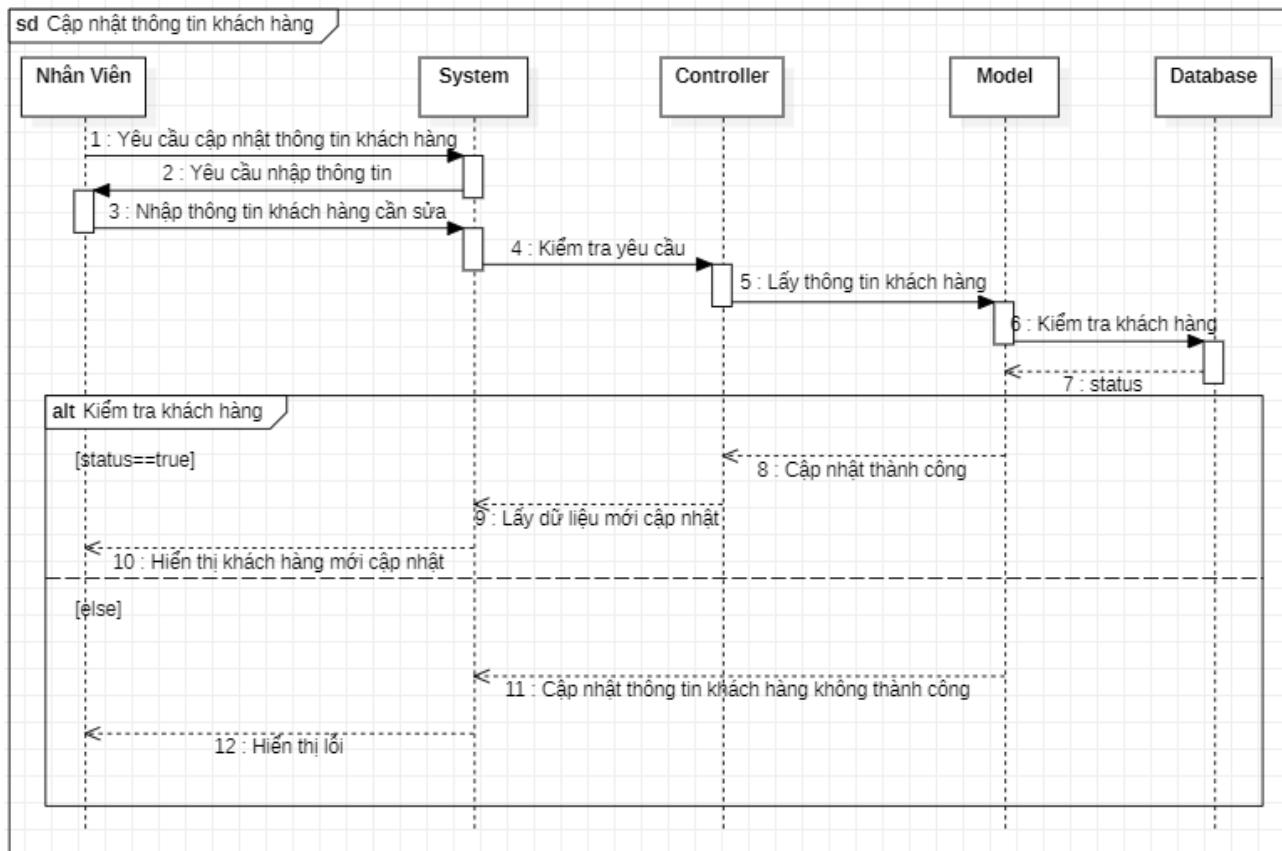 sd Cập nhật thông tin khách hàng
Nhân Viên
System
Controller
Model
Database
1 : Yêu cầu cập nhật thông tin khách hàng
2 : Yêu cầu nhập thông tin
3 : Nhập thông tin khách hàng cần sửa
4 : Kiểm tra yêu cầu
5 : Lấy thông tin khách hàng
6 : Kiểm tra khách hàng
7 : status
alt Kiểm tra khách hàng
[status==true]
8 : Cập nhật thành công
9 : Lấy dữ liệu mới cập nhật
10 : Hiển thị khách hàng mới cập nhật
[else]
11 : Cập nhật thông tin khách hàng không thành công
12 : Hiển thị lỗi